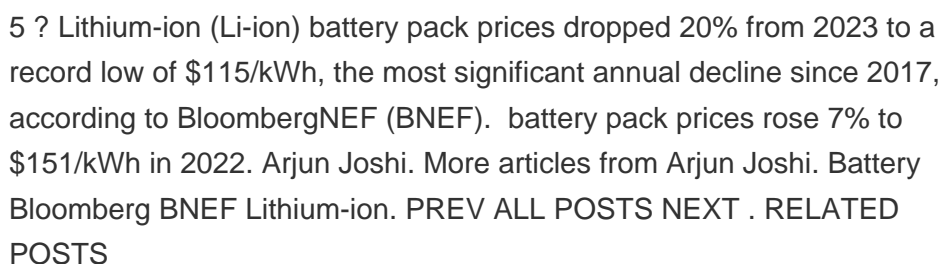 5 ? Lithium-ion (Li-ion) battery pack prices dropped 20% from 2023 to a
record low of $115/kWh, the most significant annual decline since 2017,
according to BloombergNEF (BNEF).  battery pack prices rose 7% to
$151/kWh in 2022. Arjun Joshi. More articles from Arjun Joshi. Battery
Bloomberg BNEF Lithium-ion. PREV ALL POSTS NEXT . RELATED
POSTS